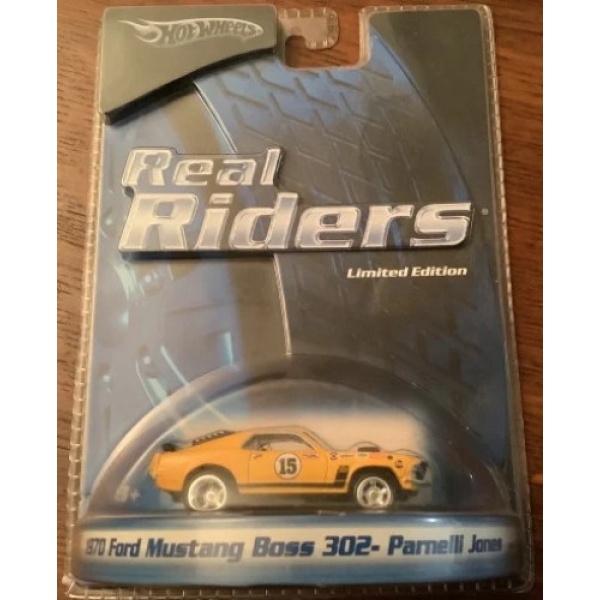 HOT WHEELS
Real
Riders
Limited Edition
15
1970 Ford Mustang Boss 302- Parnelli Jones